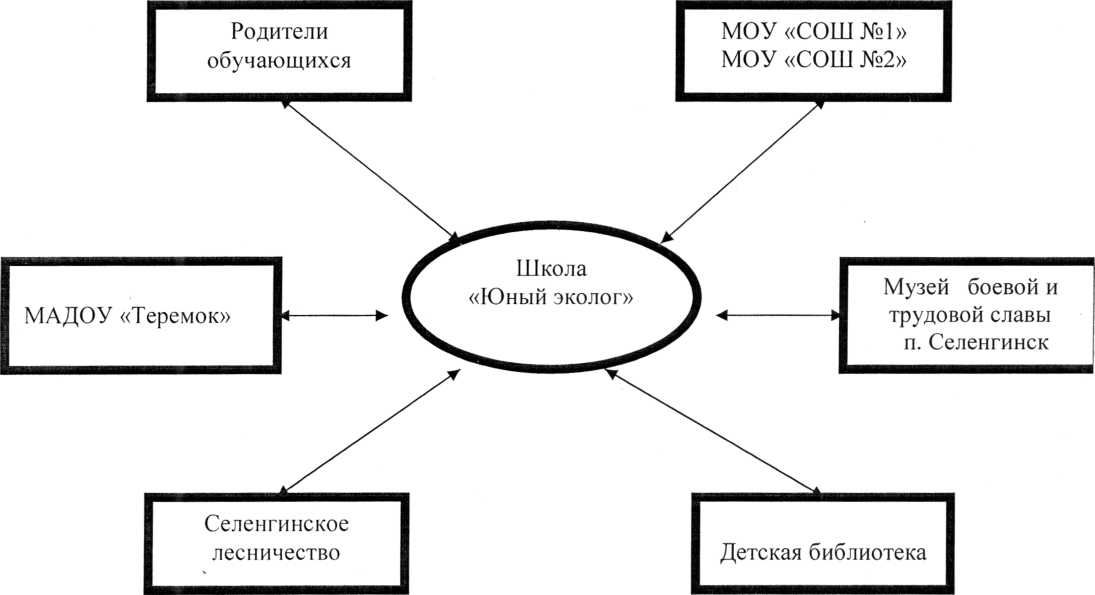 Родители
обучающихся
МОУ «СОШ №1»
МОУ «СОШ №2»
Школа
«Юный эколог»
МАДОУ «Теремок»
Музей боевой и
трудовой славы
п. Селенгинск
Селенгинское
лесничество
Детская библиотека